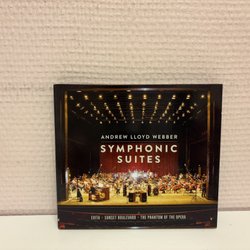 ANDREW LLOYD WEBBER
SYMPHONIC
SUITES
EVITA • SUNSET BOULEVARD • THE PHANTOM OF THE OPERA